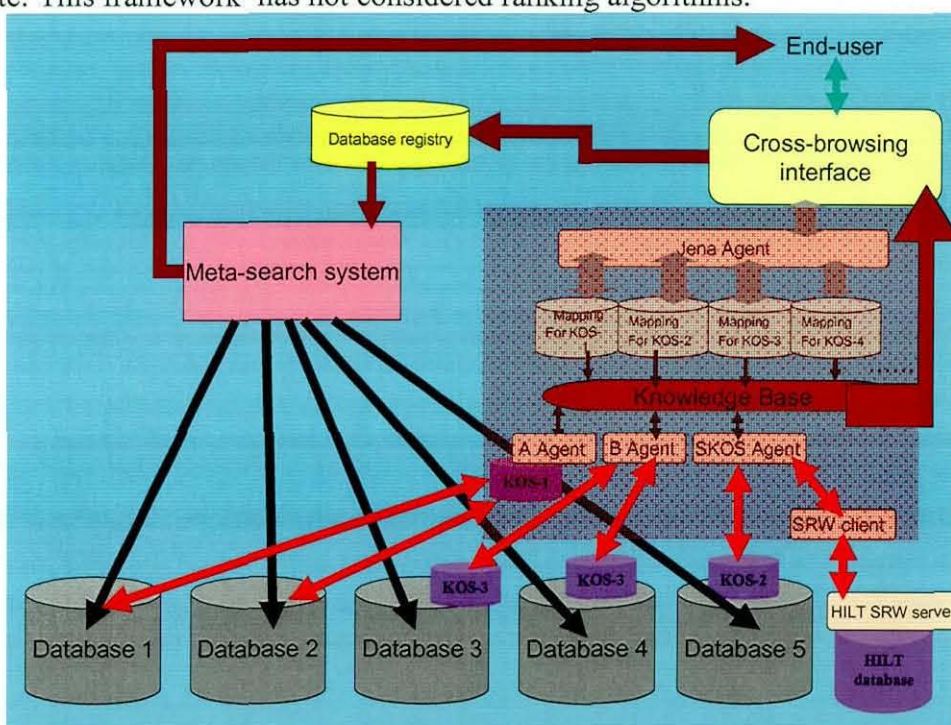 te. This framework has not considered ranking algorithms.
End-user
Database registry
Cross-browsing
interface
Meta-search system
Jena Agent
Mapping
For KOS-
Mapping
For KOS-2
Mapping
For KOS-3
Mapping
For KOS-4
......
Knowledge Base
A Agent
B Agent
SKOS Agent
KOS-1
SRW client
KOS-3
KOS-3
KOS-2
HILT SRW serve
Database 1
Database 2
Database 3
Database 4
Database 5
HILT
database